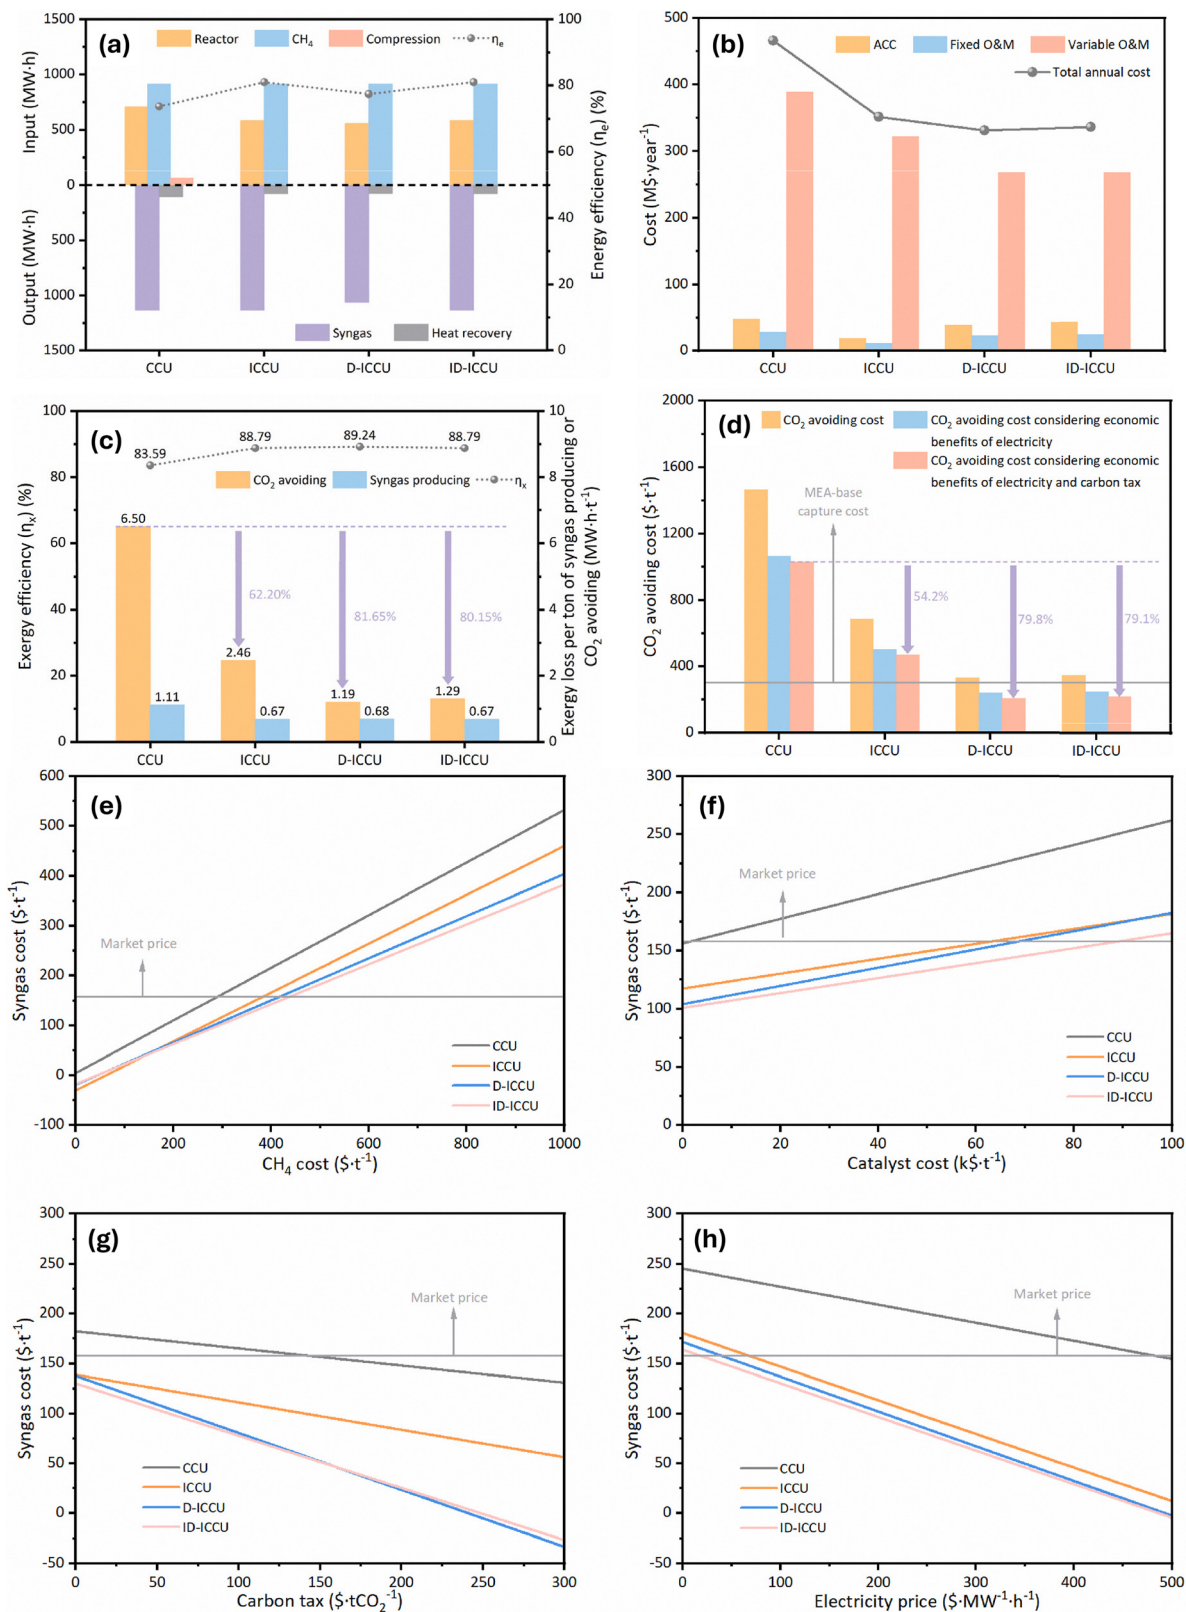 (a)
Reactor CH₄ Compression ηₑ
Input (MW·h)
Output (MW·h)
Energy efficiency (ηₑ) (%)
1500
1000
500
0
500
1000
1500
100
80
60
40
20
0
Syngas Heat recovery
CCU ICCU D-ICCU ID-ICCU
(b)
ACC Fixed O&M Variable O&M
Total annual cost
Cost (M$·year⁻¹)
500
400
300
200
100
0
CCU ICCU D-ICCU ID-ICCU
(c)
CO₂ avoiding Syngas producing ηₓ
Exergy efficiency (ηₓ) (%)
Exergy loss per ton of syngas producing or
CO₂ avoiding (MW·h·t⁻¹)
100
80
60
40
20
0
10
8
6
4
2
0
83.59 88.79 89.24 88.79
6.50
62.20% 81.65% 80.15%
2.46
1.11 0.67 1.19 0.68 1.29 0.67
CCU ICCU D-ICCU ID-ICCU
(d)
CO₂ avoiding cost
CO₂ avoiding cost considering economic
benefits of electricity
CO₂ avoiding cost considering economic
benefits of electricity and carbon tax
MEA-base
capture cost
CO₂ avoiding cost ($·t⁻¹)
2000
1600
1200
800
400
0
54.2%
79.8%
79.1%
CCU ICCU D-ICCU ID-ICCU
(e)
Syngas cost ($·t⁻¹)
600
500
400
300
200
100
0
-100
Market price
CCU
ICCU
D-ICCU
ID-ICCU
0 200 400 600 800 1000
CH₄ cost ($·t⁻¹)
(f)
Syngas cost ($·t⁻¹)
300
250
200
150
100
50
0
Market price
CCU
ICCU
D-ICCU
ID-ICCU
0 20 40 60 80 100
Catalyst cost (k$·t⁻¹)
(g)
Syngas cost ($·t⁻¹)
300
250
200
150
100
50
0
-50
Market price
CCU
ICCU
D-ICCU
ID-ICCU
0 50 100 150 200 250 300
Carbon tax ($·tCO₂⁻¹)
(h)
Syngas cost ($·t⁻¹)
300
250
200
150
100
50
0
-50
Market price
CCU
ICCU
D-ICCU
ID-ICCU
0 100 200 300 400 500
Electricity price ($·MW⁻¹·h⁻¹)